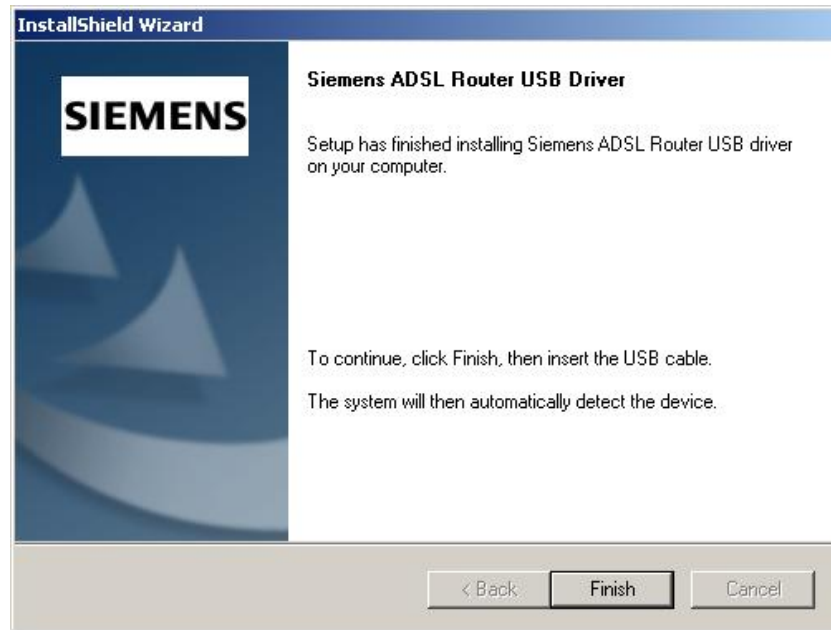 InstallShield Wizard
SIEMENS
Siemens ADSL Router USB Driver
Setup has finished installing Siemens ADSL Router USB driver
on your computer.
To continue, click Finish, then insert the USB cable.
The system will then automatically detect the device.
< Back Finish Cancel